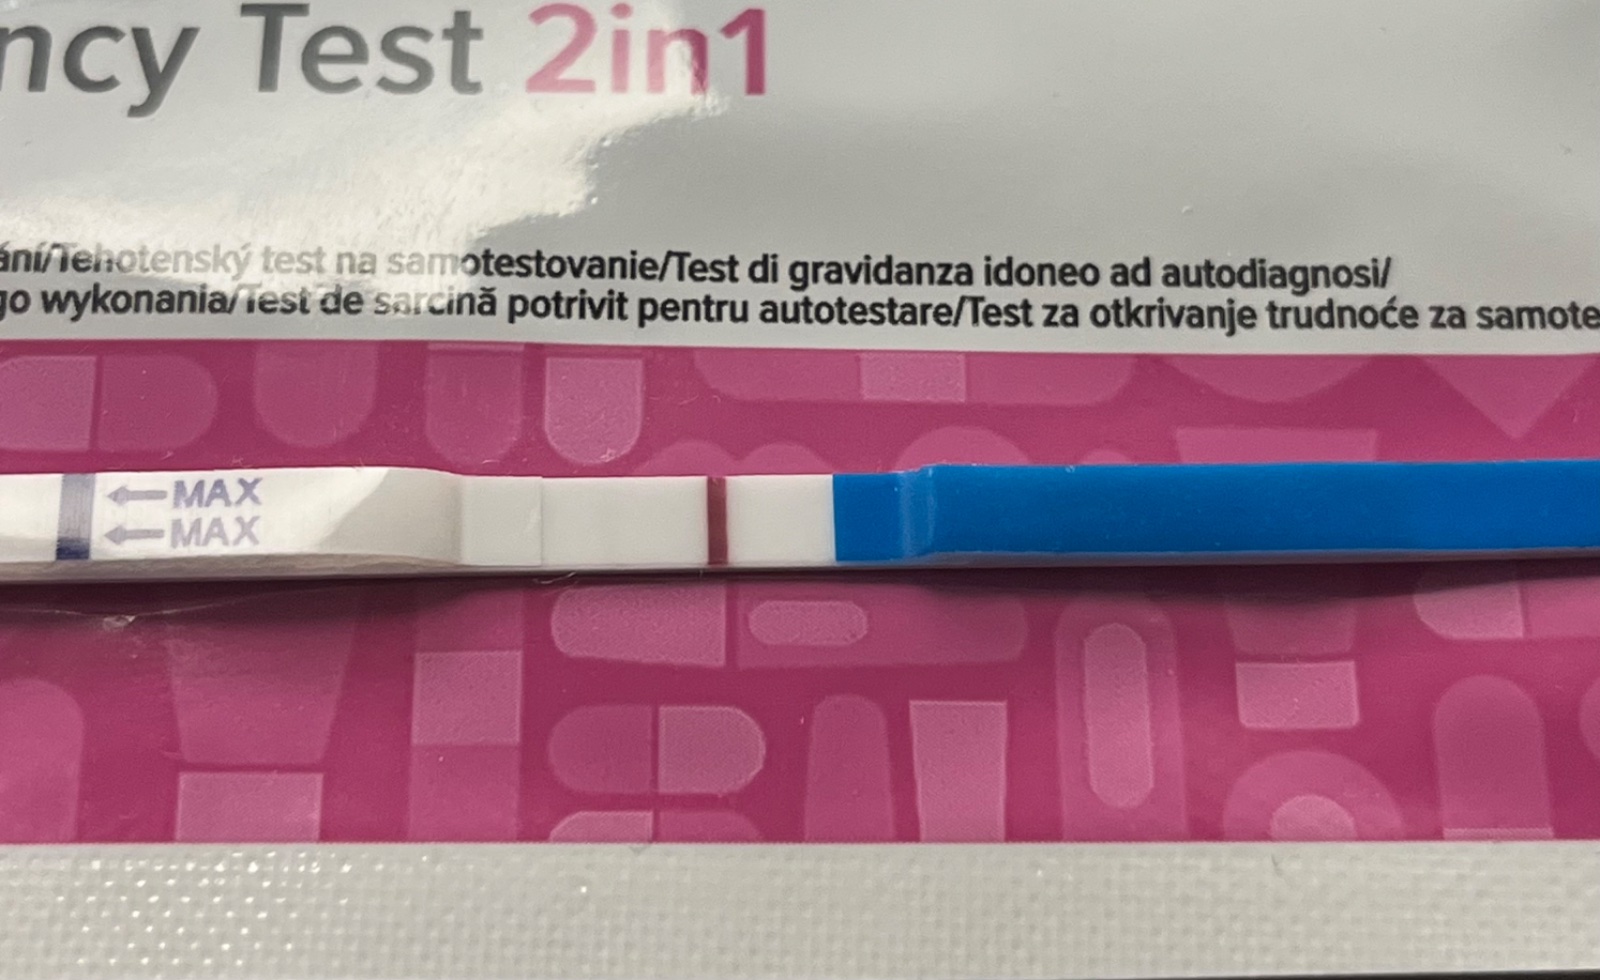 ncy Test 2in1
ání/Tehotenský test na samotestovanie/Test di gravidanza idoneo ad autodiagnosi/
go wykonania/Test de sarcină potrivit pentru autotestare/Test za otkrivanje trudnoće za samote
MAX
MAX